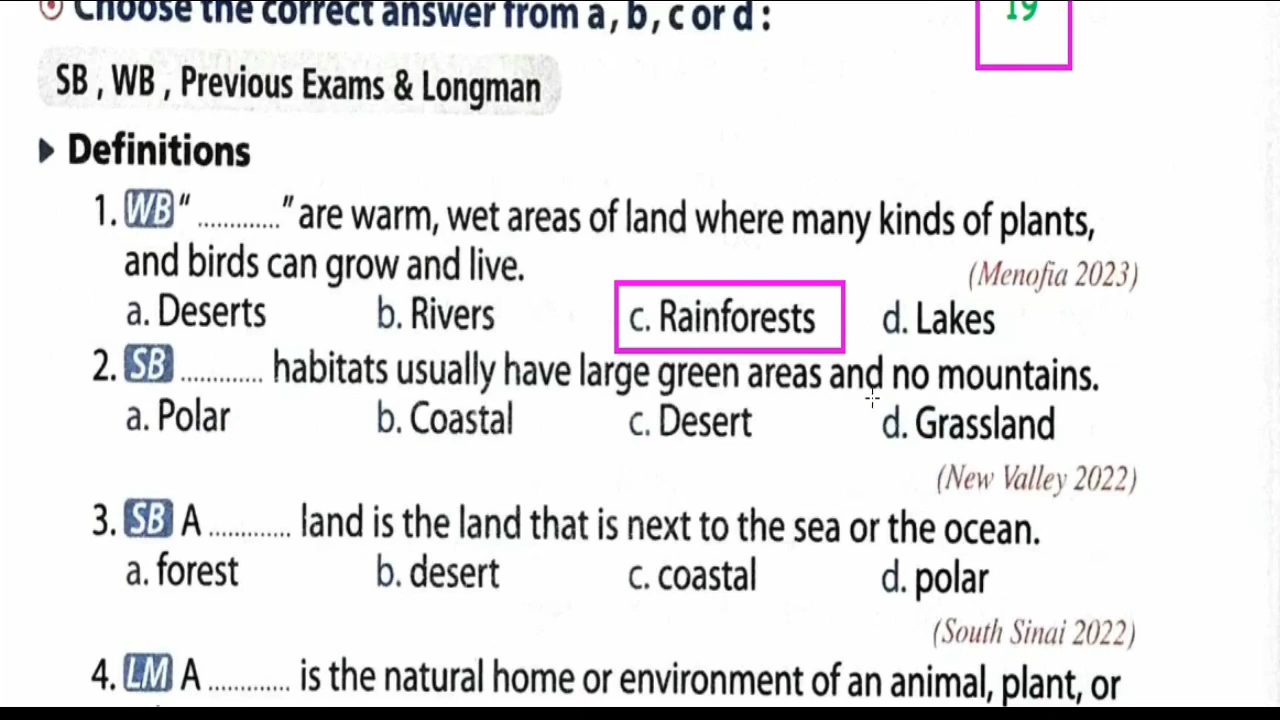 Choose the correct answer from a, b, c or d :
19
SB , WB , Previous Exams & Longman
Definitions
1. WB " ............ " are warm, wet areas of land where many kinds of plants,
and birds can grow and live.
(Menofia 2023)
a. Deserts b. Rivers c. Rainforests d. Lakes
2. SB ............. habitats usually have large green areas and no mountains.
a. Polar b. Coastal c. Desert d. Grassland
(New Valley 2022)
3. SB A ............. land is the land that is next to the sea or the ocean.
a. forest b. desert c. coastal d. polar
(South Sinai 2022)
4. LM A ............. is the natural home or environment of an animal, plant, or